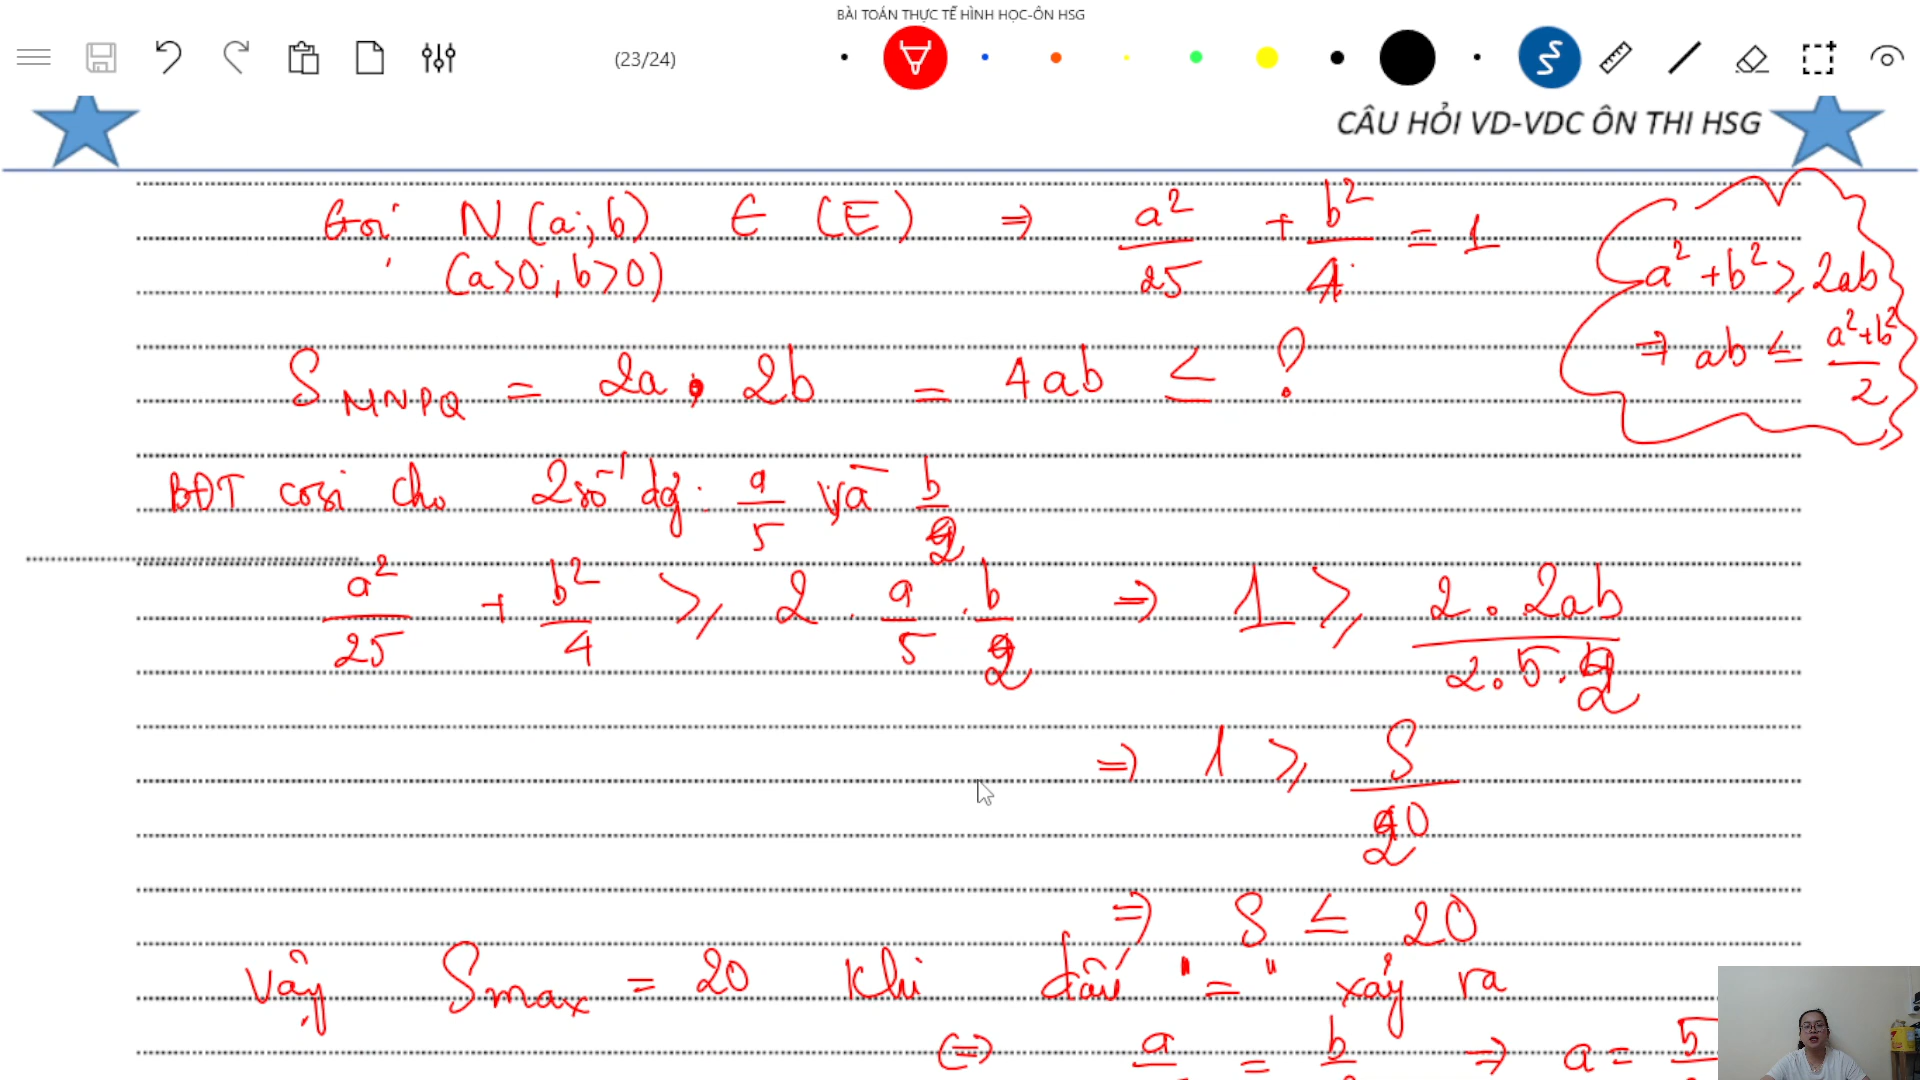 BÀI TOÁN THỰC TẾ HÌNH HỌC-ÔN HSG
(23/24)
CÂU HỎI VD-VDC ÔN THI HSG
Gọi N (a; b) ∈ (E) ⇒ a²/25 + b²/4 = 1
(a>0; b>0)
a² + b² ≥ 2ab
⇒ ab ≤ (a²+b²)/2
S MNPQ = 2a . 2b = 4ab ≤ ?
BĐT cosi cho 2 số dg: a/5 và b/2
a²/25 + b²/4 ≥ 2 . a/5 . b/2 ⇒ 1 ≥ (2.2ab)/(2.5.2)
⇒ 1 ≥ S/20
⇒ S ≤ 20
Vậy Smax = 20 khi dấu "=" xảy ra
⇔ a = b ⇒ a = 5